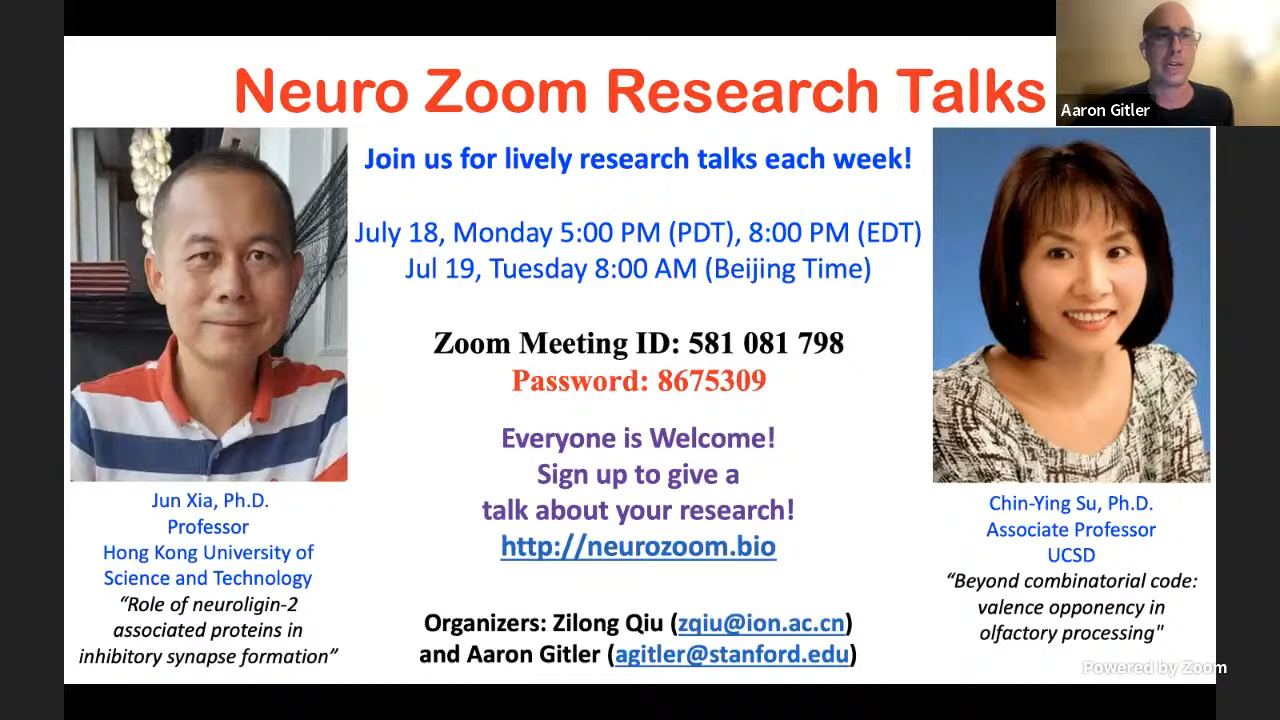 Neuro Zoom Research Talks
Aaron Gitler
Join us for lively research talks each week!
July 18, Monday 5:00 PM (PDT), 8:00 PM (EDT)
Jul 19, Tuesday 8:00 AM (Beijing Time)
Zoom Meeting ID: 581 081 798
Password: 8675309
Everyone is Welcome!
Sign up to give a
talk about your research!
http://neurozoom.bio
Organizers: Zilong Qiu (zqiu@ion.ac.cn)
and Aaron Gitler (agitler@stanford.edu)
Jun Xia, Ph.D.
Professor
Hong Kong University of
Science and Technology
“Role of neuroligin-2
associated proteins in
inhibitory synapse formation”
Chin-Ying Su, Ph.D.
Associate Professor
UCSD
“Beyond combinatorial code:
valence opponency in
olfactory processing"
Powered by Zoom